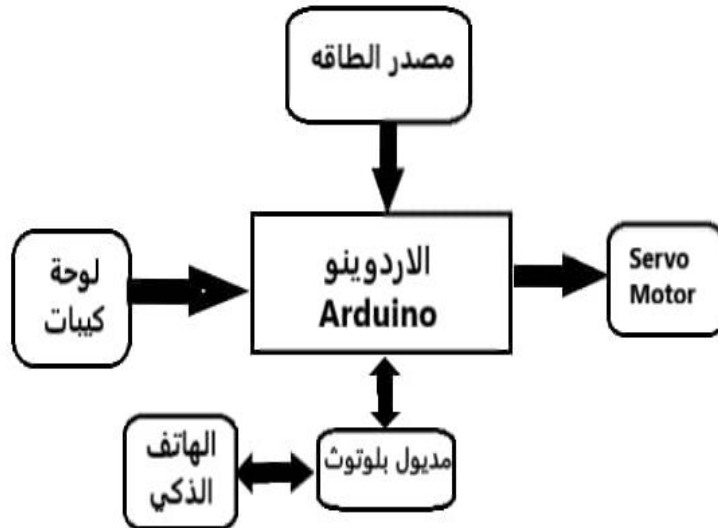 مصدر الطاقه
الاردوينو
Arduino
لوحة
كيبات
Servo
Motor
مديول بلوتوث
الهاتف
الذكي